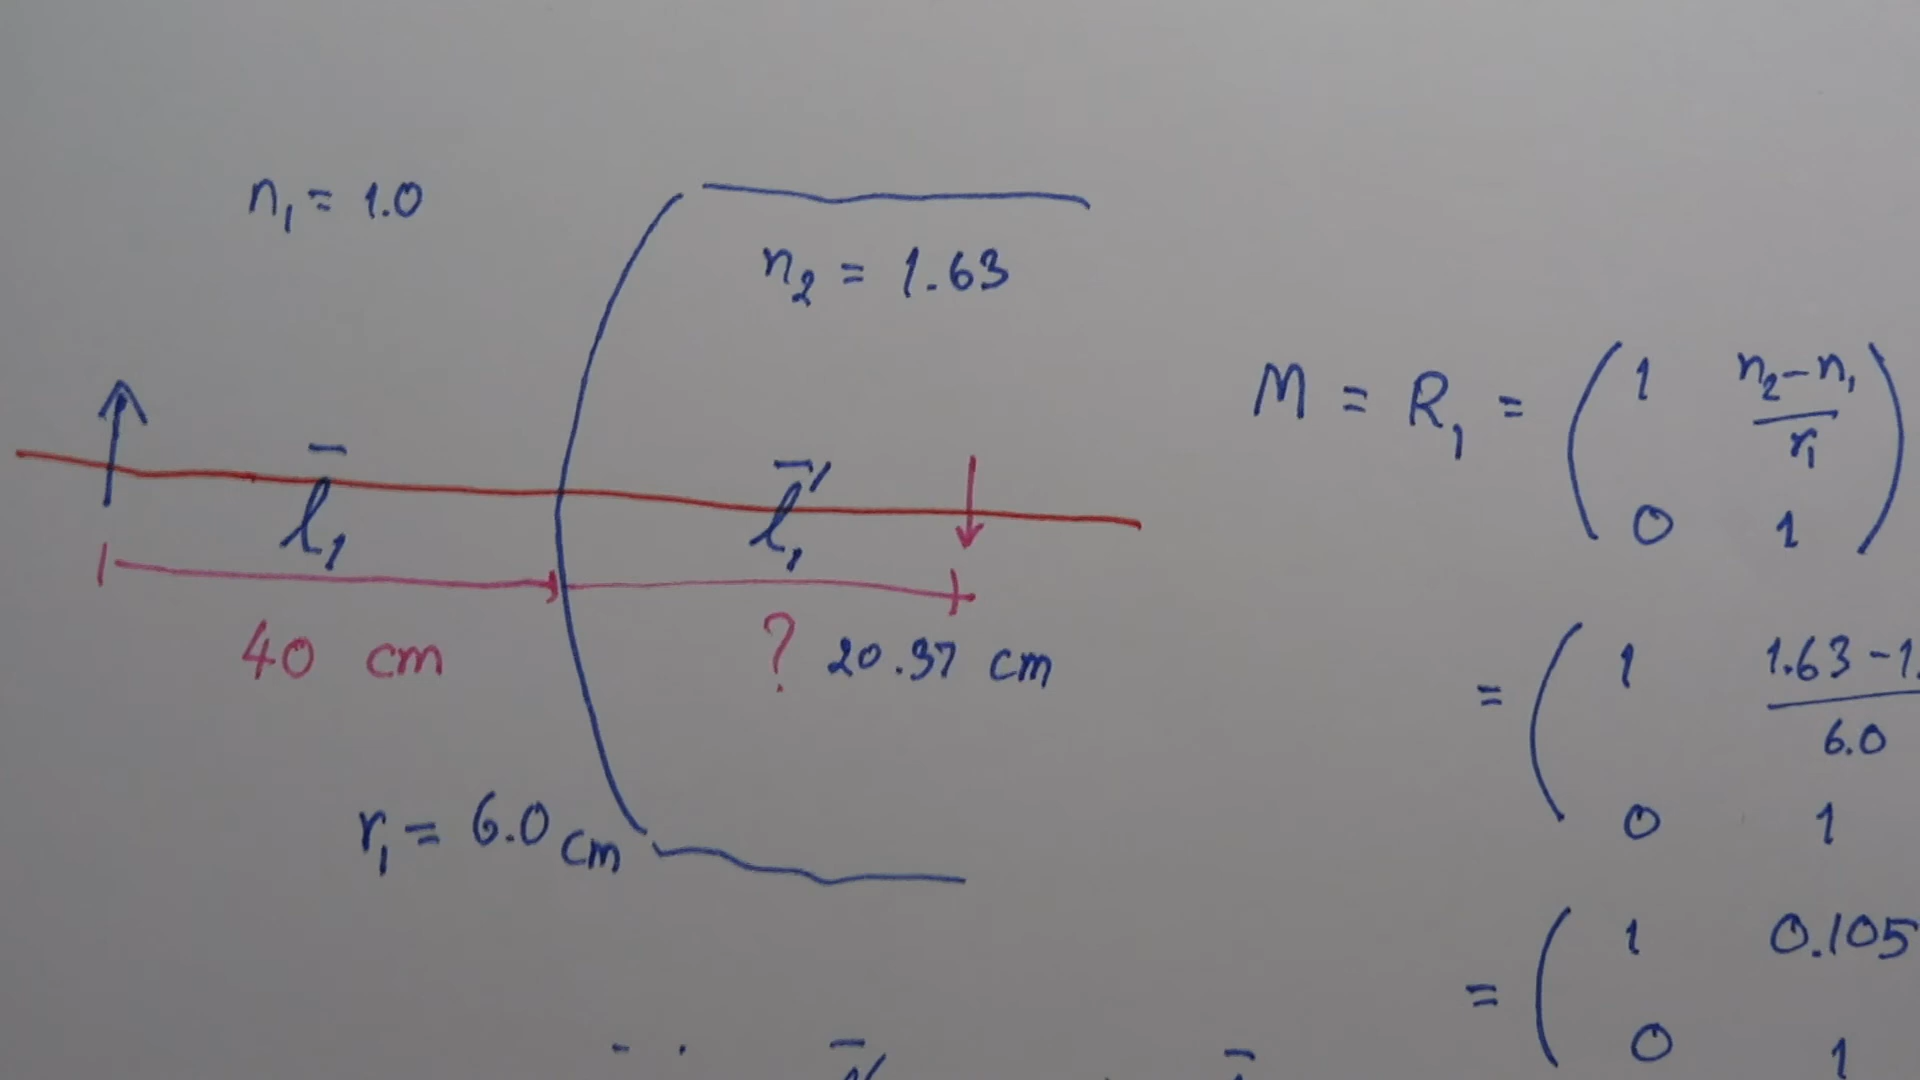 n₁ = 1.0
n₂ = 1.63
l̄₁
l̄₁′
40 cm
? 20.37 cm
r₁ = 6.0 cm
M = R₁ = ( 1 n₂-n₁/r₁
0 1 )
= ( 1 1.63-1.
6.0
0 1
= ( 1 0.105
0 1